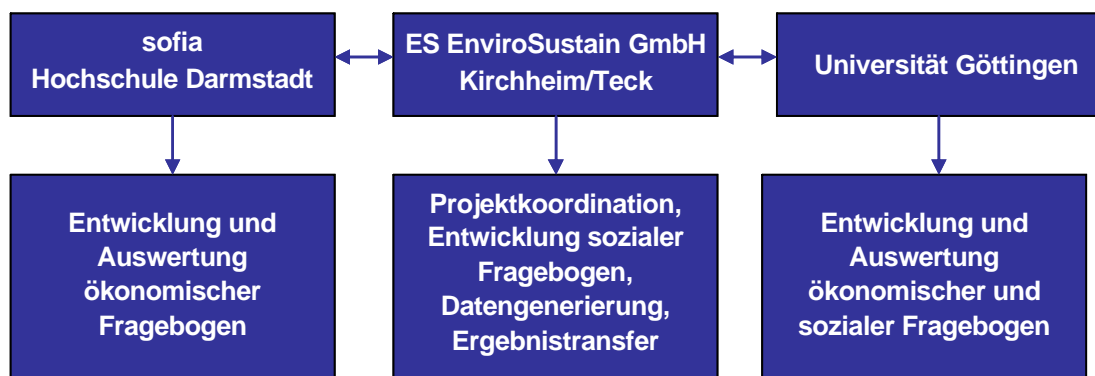 sofia
Hochschule Darmstadt
ES EnviroSustain GmbH
Kirchheim/Teck
Universität Göttingen
Entwicklung und
Auswertung
ökonomischer
Fragebogen
Projektkoordination,
Entwicklung sozialer
Fragebogen,
Datengenerierung,
Ergebnistransfer
Entwicklung und
Auswertung
ökonomischer und
sozialer Fragebogen